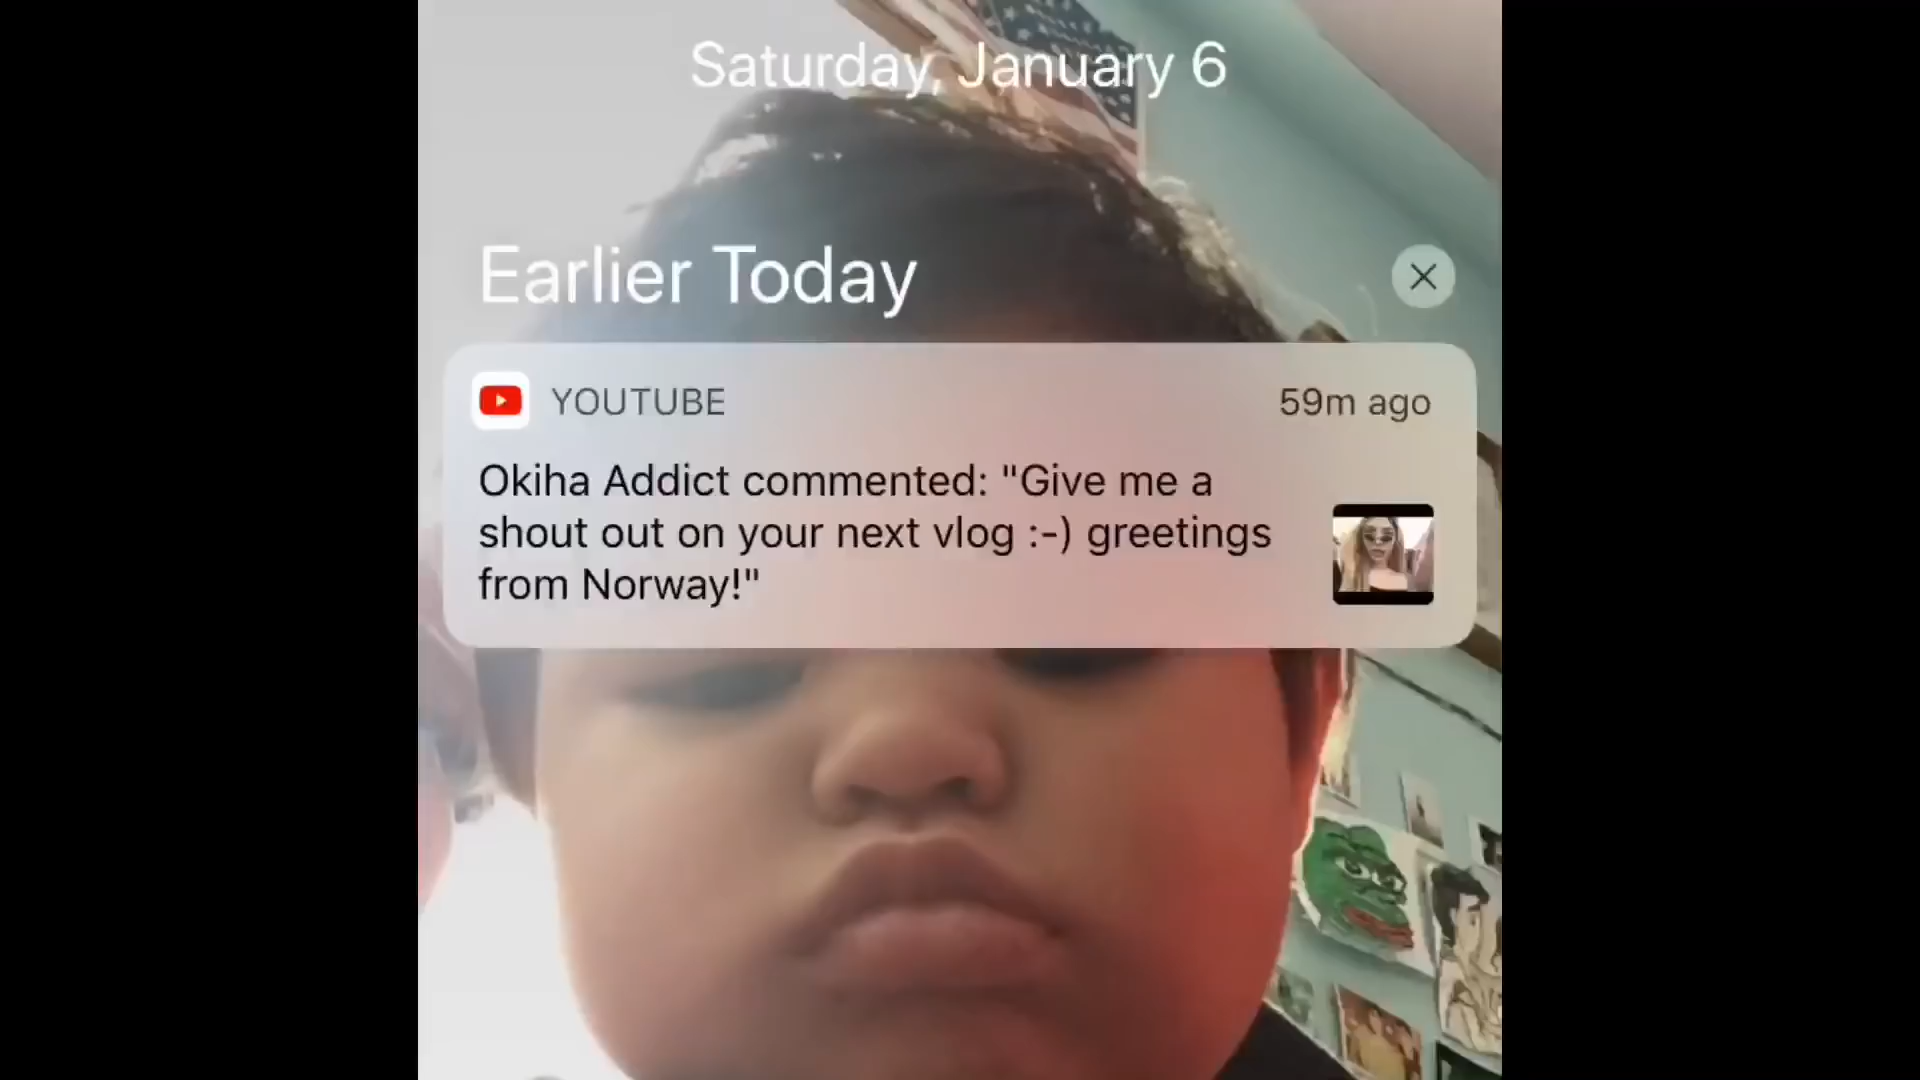 Saturday, January 6
Earlier Today
YOUTUBE
59m ago
Okiha Addict commented: "Give me a
shout out on your next vlog :-) greetings
from Norway!"